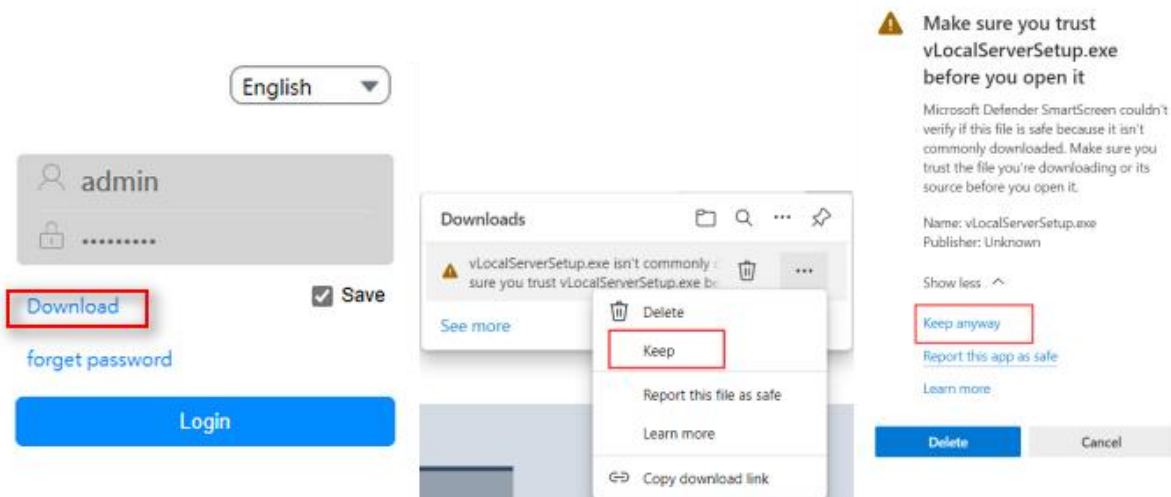 English
admin
•••••••••
Download
Save
forget password
Login
Downloads
vLocalServerSetup.exe isn't commonly
sure you trust vLocalServerSetup.exe
See more
Delete
Keep
Report this file as safe
Learn more
Copy download link
Make sure you trust
vLocalServerSetup.exe
before you open it
Microsoft Defender SmartScreen couldn't
verify if this file is safe because it isn't
commonly downloaded. Make sure you
trust the file you're downloading or its
source before you open it.
Name: vLocalServerSetup.exe
Publisher: Unknown
Show less
Keep anyway
Report this app as safe
Learn more
Delete
Cancel